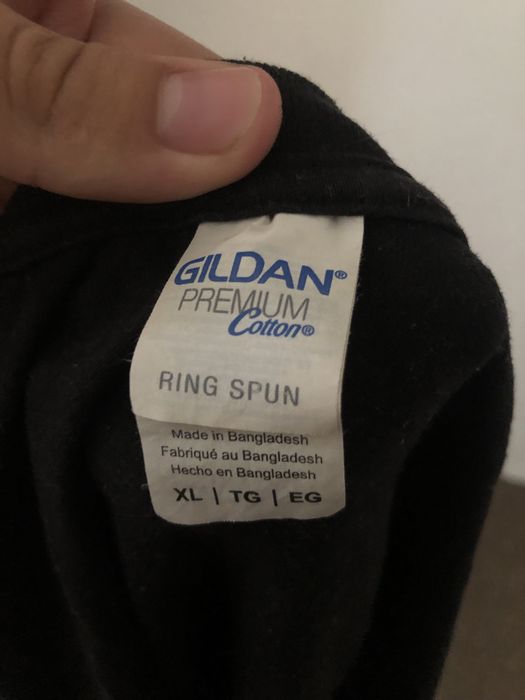 GILDAN®
PREMIUM
Cotton®
RING SPUN
Made in Bangladesh
Fabriqué au Bangladesh
Hecho en Bangladesh
XL | TG | EG